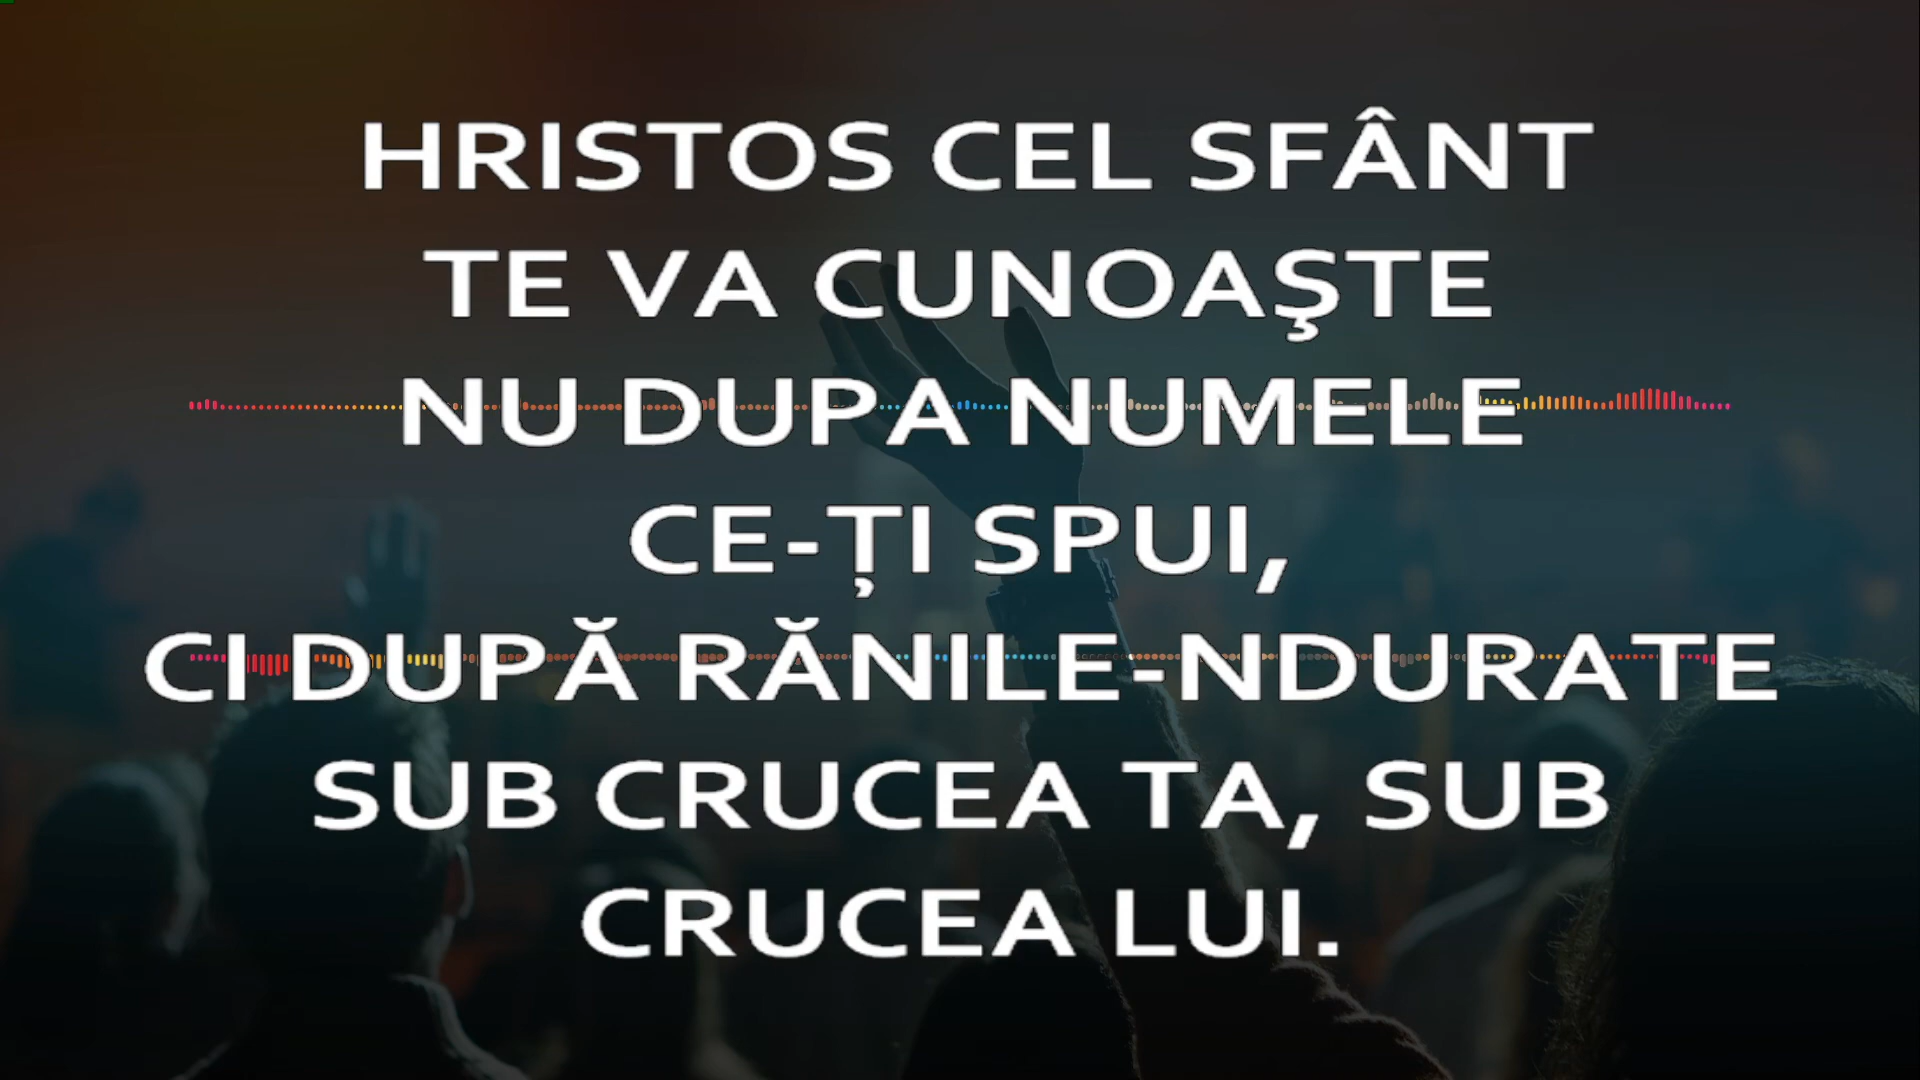 HRISTOS CEL SFÂNT
TE VA CUNOAŞTE
NU DUPA NUMELE
CE-ȚI SPUI,
CI DUPĂ RĂNILE-NDURATE
SUB CRUCEA TA, SUB
CRUCEA LUI.